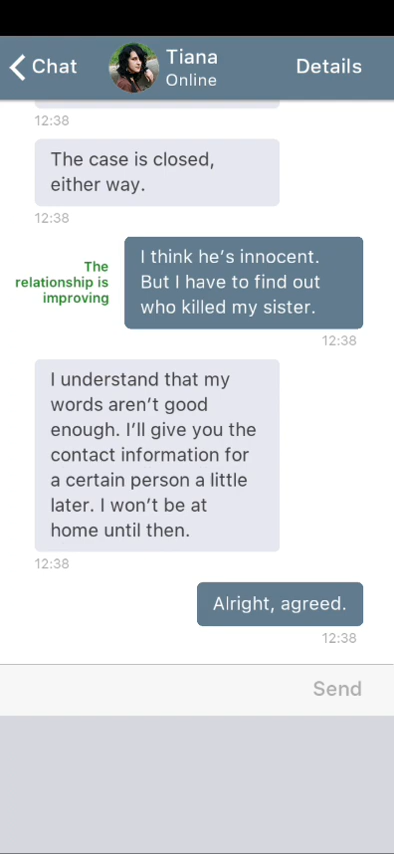 Chat
Tiana
Online
Details
12:38
The case is closed,
either way.
12:38
The
relationship is
improving
I think he's innocent.
But I have to find out
who killed my sister.
12:38
I understand that my
words aren't good
enough. I'll give you the
contact information for
a certain person a little
later. I won't be at
home until then.
12:38
Alright, agreed.
12:38
Send